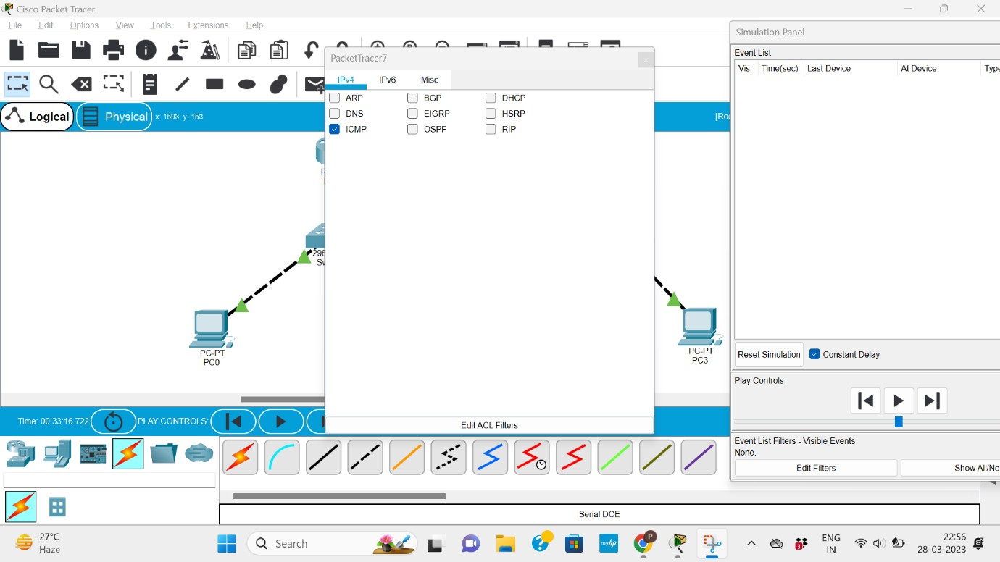 Cisco Packet Tracer
File Edit Options View Tools Extensions Help
Logical
Physical
x: 1593, y: 153
PC-PT
PC0
PacketTracer7
IPv4 IPv6 Misc
ARP BGP DHCP
DNS EIGRP HSRP
ICMP OSPF RIP
Edit ACL Filters
PC-PT
PC3
Simulation Panel
Event List
Vis. Time(sec) Last Device At Device Type
Reset Simulation Constant Delay
Play Controls
Event List Filters - Visible Events
None.
Edit Filters Show All/No
Time: 00:33:16.722 PLAY CONTROLS:
Serial DCE
27°C
Haze
Search
myhp
P
3
ENG
IN
22:56
28-03-2023